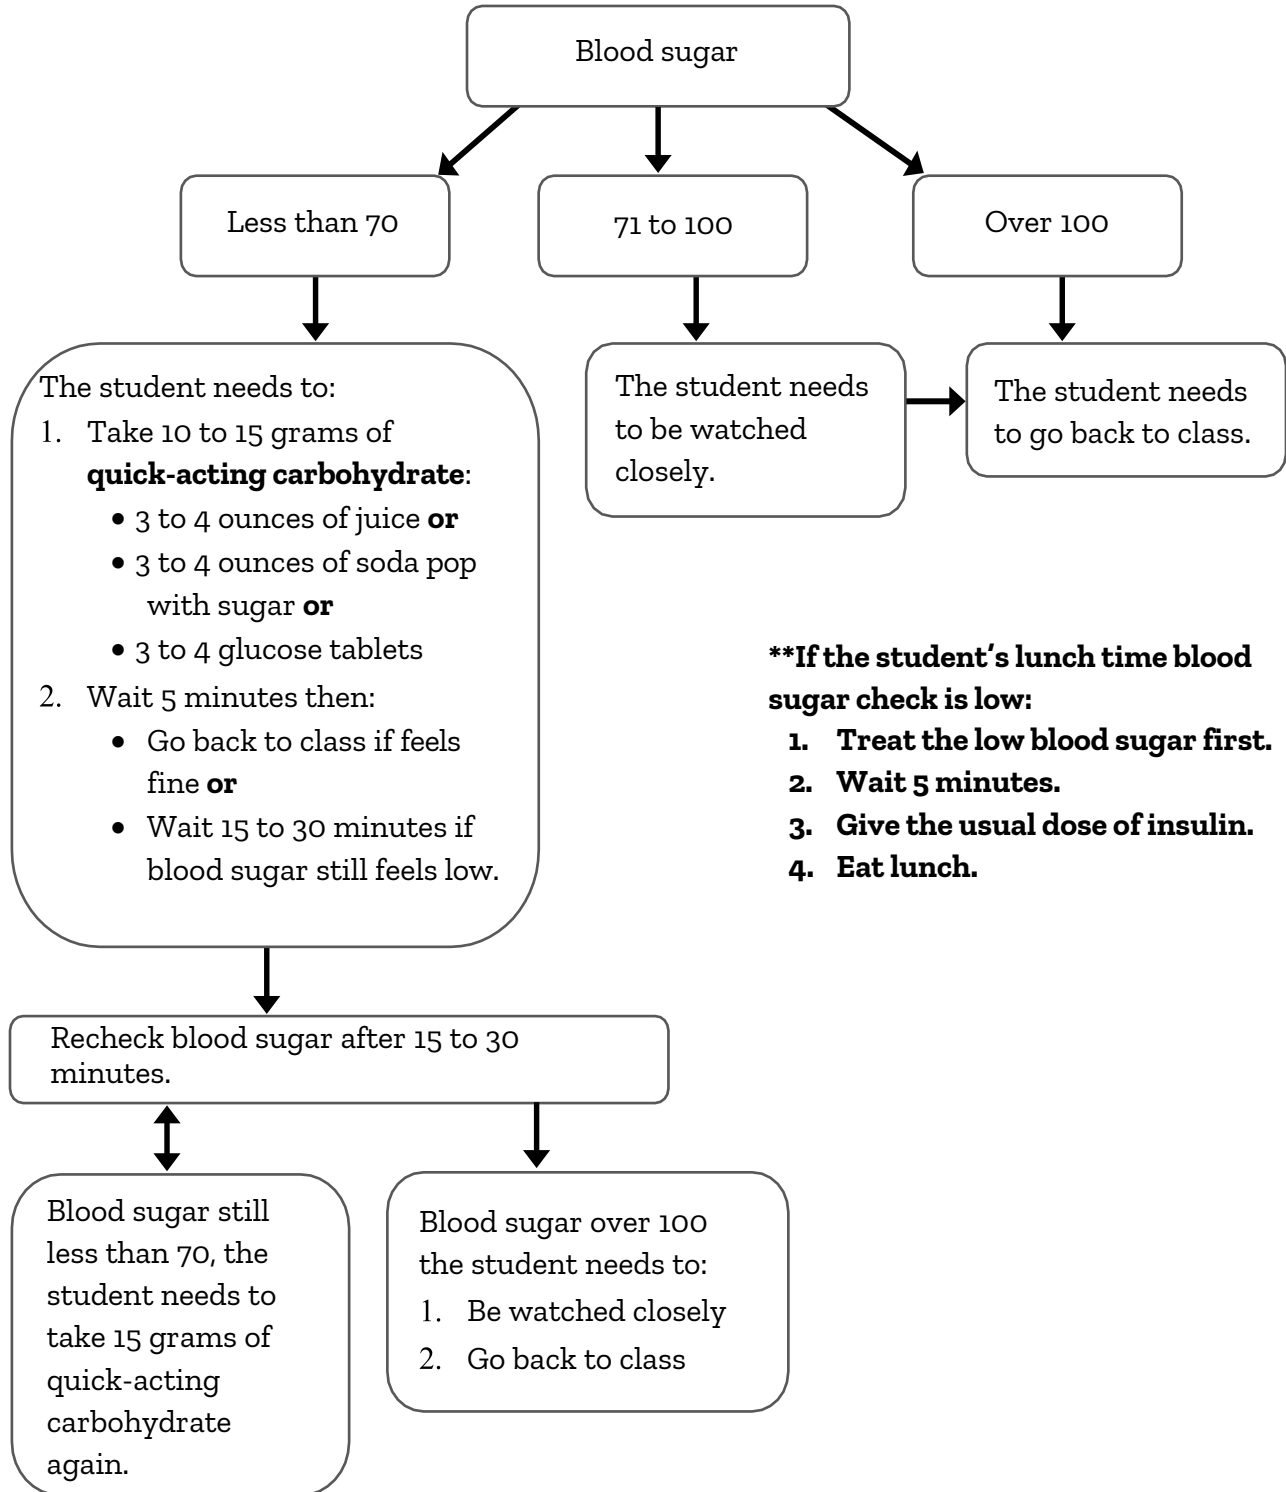 Blood sugar
Less than 70
71 to 100
Over 100
The student needs to:
1. Take 10 to 15 grams of
quick-acting carbohydrate:
• 3 to 4 ounces of juice or
• 3 to 4 ounces of soda pop
with sugar or
• 3 to 4 glucose tablets
2. Wait 5 minutes then:
• Go back to class if feels
fine or
• Wait 15 to 30 minutes if
blood sugar still feels low.
The student needs
to be watched
closely.
The student needs
to go back to class.
**If the student’s lunch time blood
sugar check is low:
1. Treat the low blood sugar first.
2. Wait 5 minutes.
3. Give the usual dose of insulin.
4. Eat lunch.
Recheck blood sugar after 15 to 30
minutes.
Blood sugar still
less than 70, the
student needs to
take 15 grams of
quick-acting
carbohydrate
again.
Blood sugar over 100
the student needs to:
1. Be watched closely
2. Go back to class